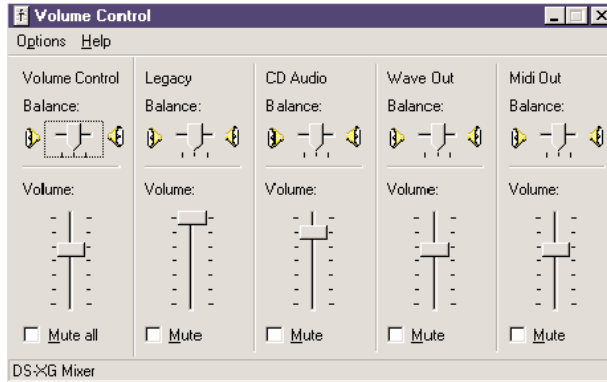 Volume Control
Options Help
Volume Control Legacy CD Audio Wave Out Midi Out
Balance: Balance: Balance: Balance: Balance:
Volume: Volume: Volume: Volume: Volume:
Mute all Mute Mute Mute Mute
DS-XG Mixer